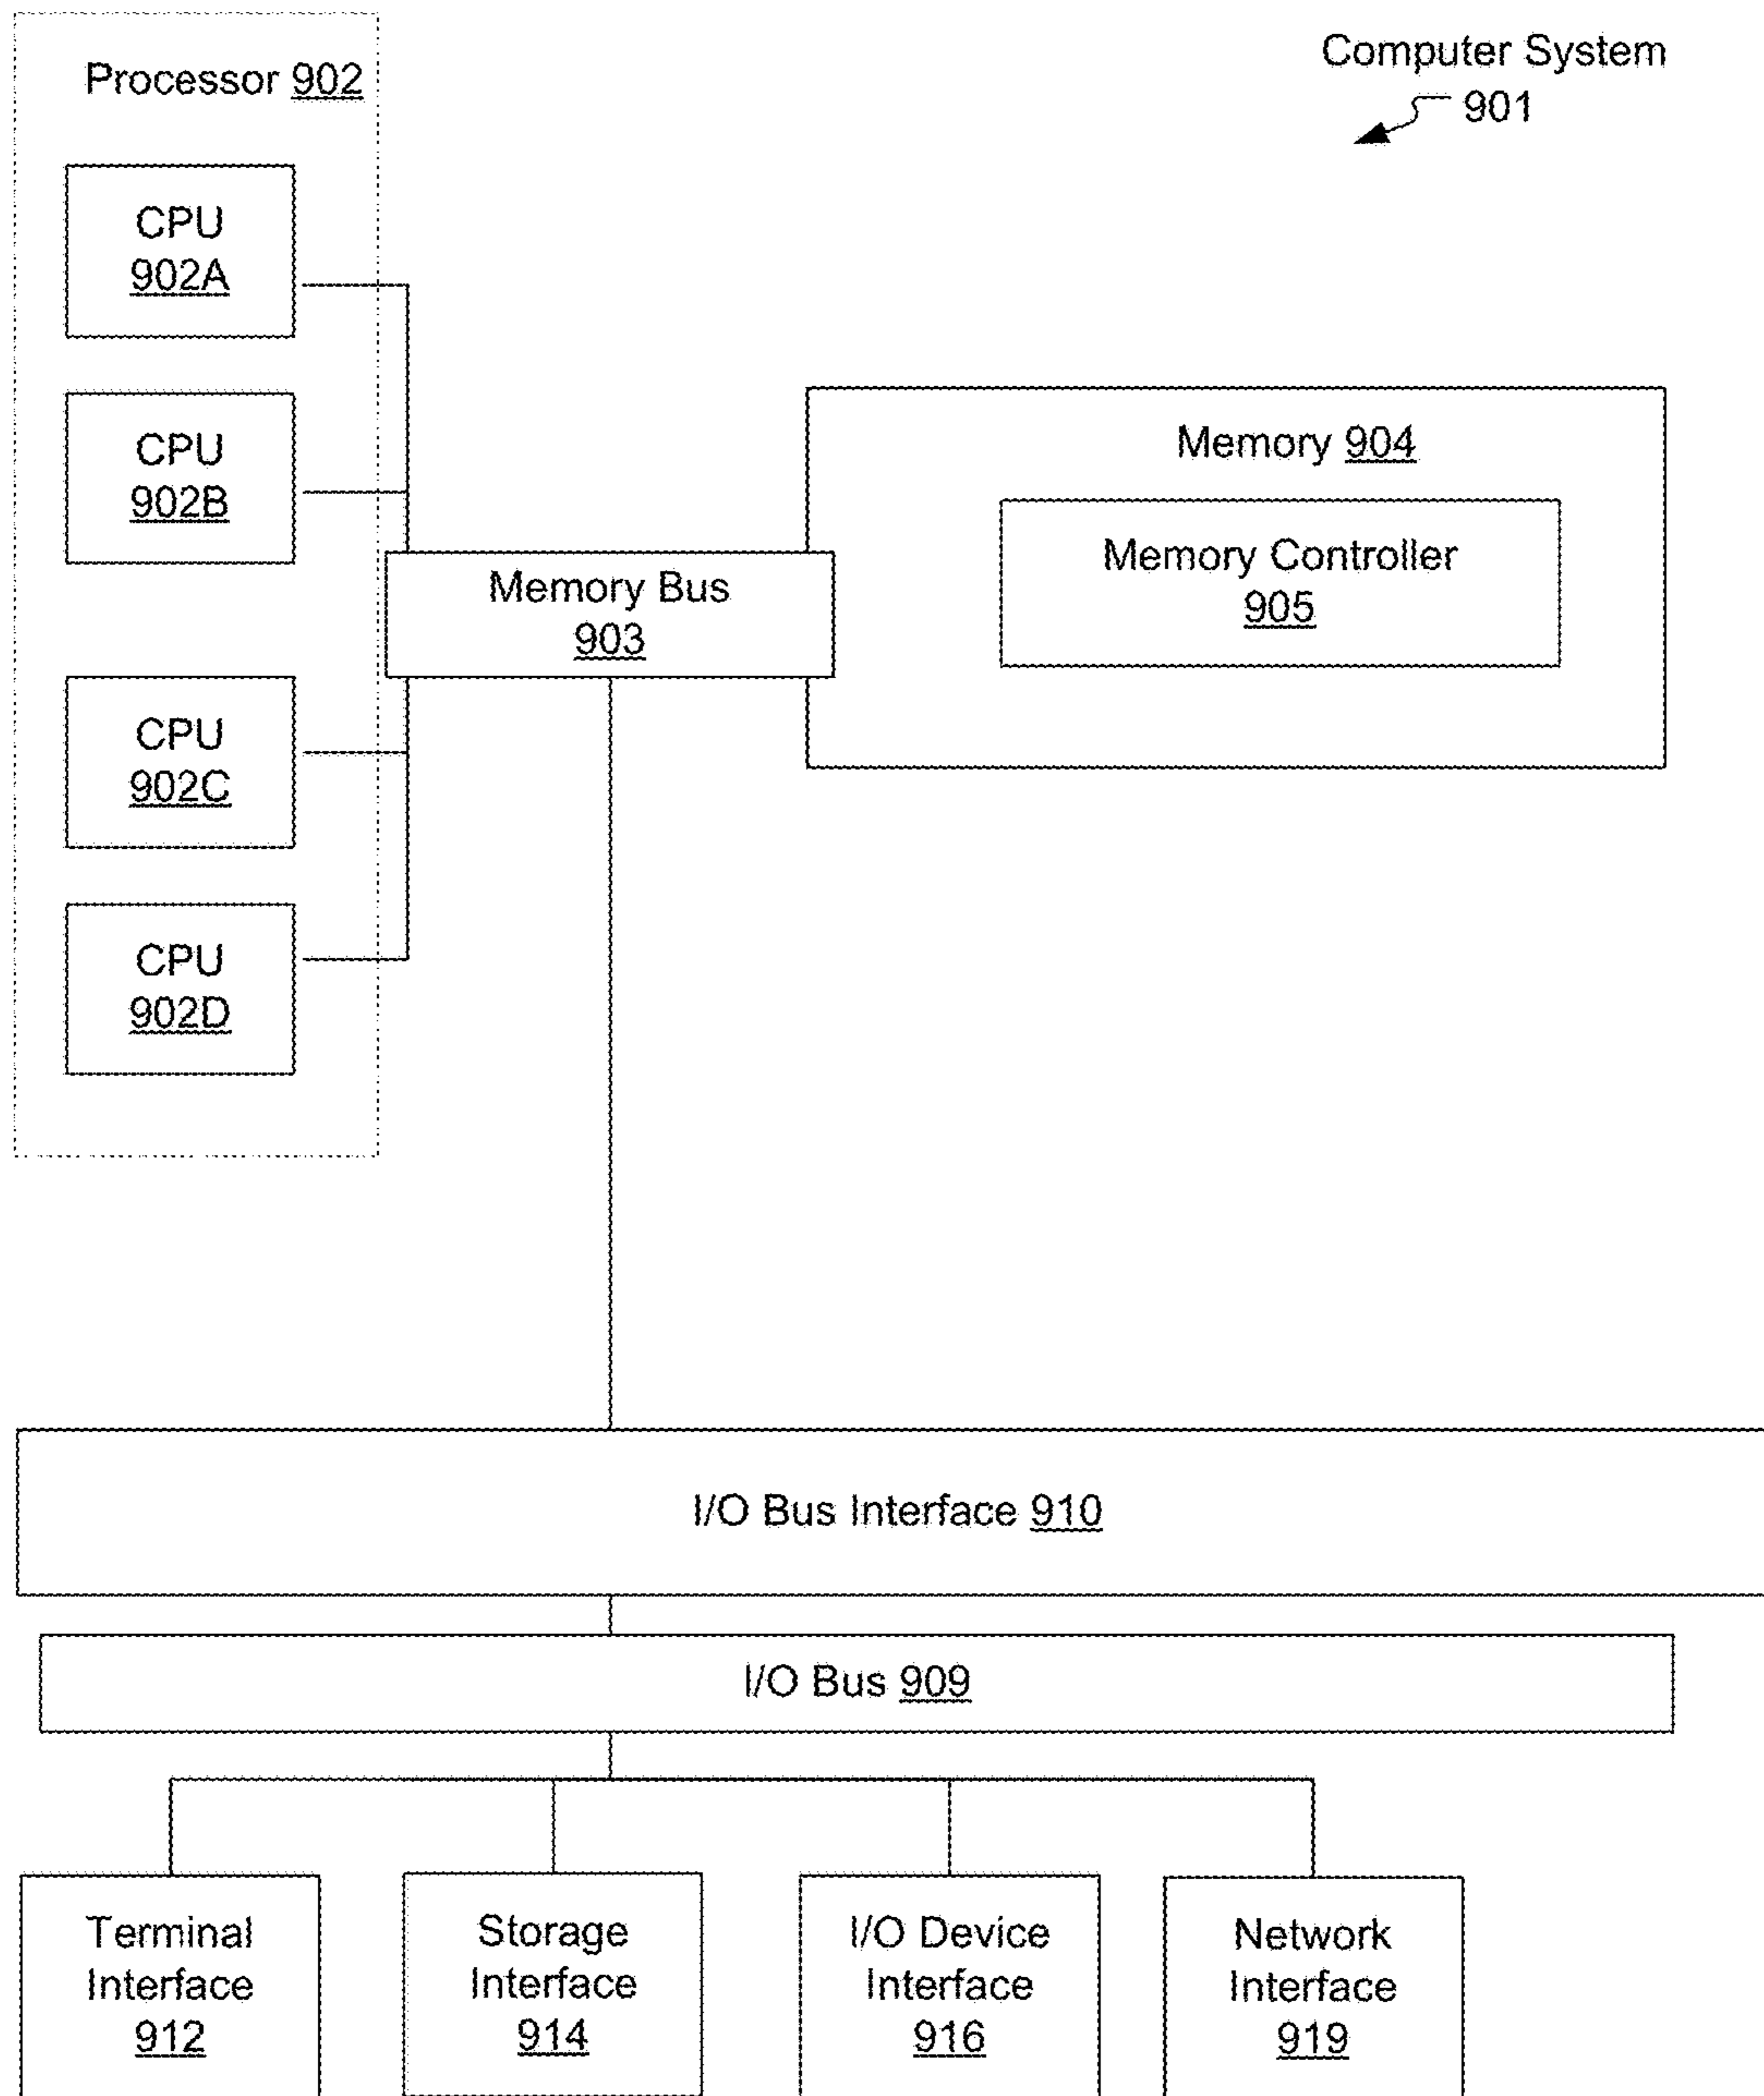 Processor 902
Computer System
901
CPU
902A
CPU
902B
Memory 904
Memory Controller
905
Memory Bus
903
CPU
902C
CPU
902D
I/O Bus Interface 910
I/O Bus 909
Terminal
Interface
912
Storage
Interface
914
I/O Device
Interface
916
Network
Interface
919